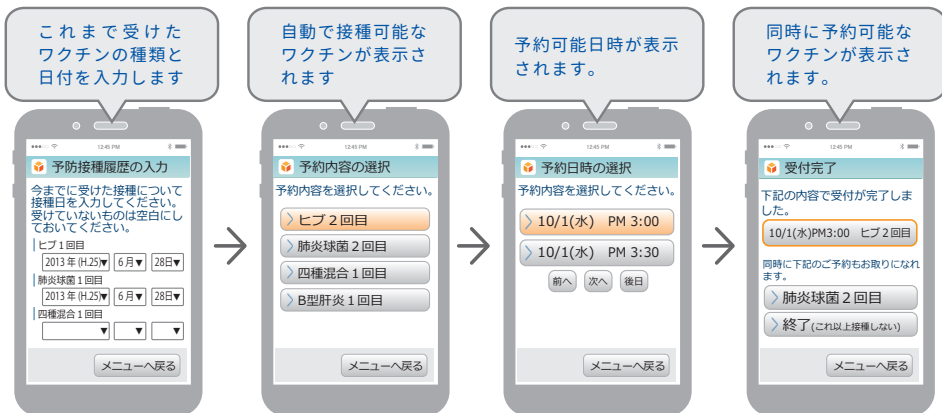 これまで受けた
ワクチンの種類と
日付を入力します
自動で接種可能な
ワクチンが表示さ
れます
予約可能日時が表示
されます。
同時に予約可能な
ワクチンが表示さ
れます。
12:45 PM
予防接種履歴の入力
今までに受けた接種について
接種日を入力してください。
受けていないものは空白にし
ておいてください。
ヒブ1回目
2013 年 (H.25)▼ 6 月▼ 28日▼
肺炎球菌1回目
2013 年 (H.25)▼ 6 月▼ 28日▼
四種混合1回目
▼ ▼ ▼
メニューへ戻る
12:45 PM
予約内容の選択
予約内容を選択してください。
ヒブ2回目
肺炎球菌2回目
四種混合1回目
B型肝炎1回目
メニューへ戻る
12:45 PM
予約日時の選択
予約内容を選択してください。
10/1(水) PM 3:00
10/1(水) PM 3:30
前へ 次へ 後日
メニューへ戻る
12:45 PM
受付完了
下記の内容で受付が完了しま
した。
10/1(水)PM3:00 ヒブ2回目
同時に下記のご予約もお取りになれ
ます。
肺炎球菌2回目
終了(これ以上接種しない)
メニューへ戻る